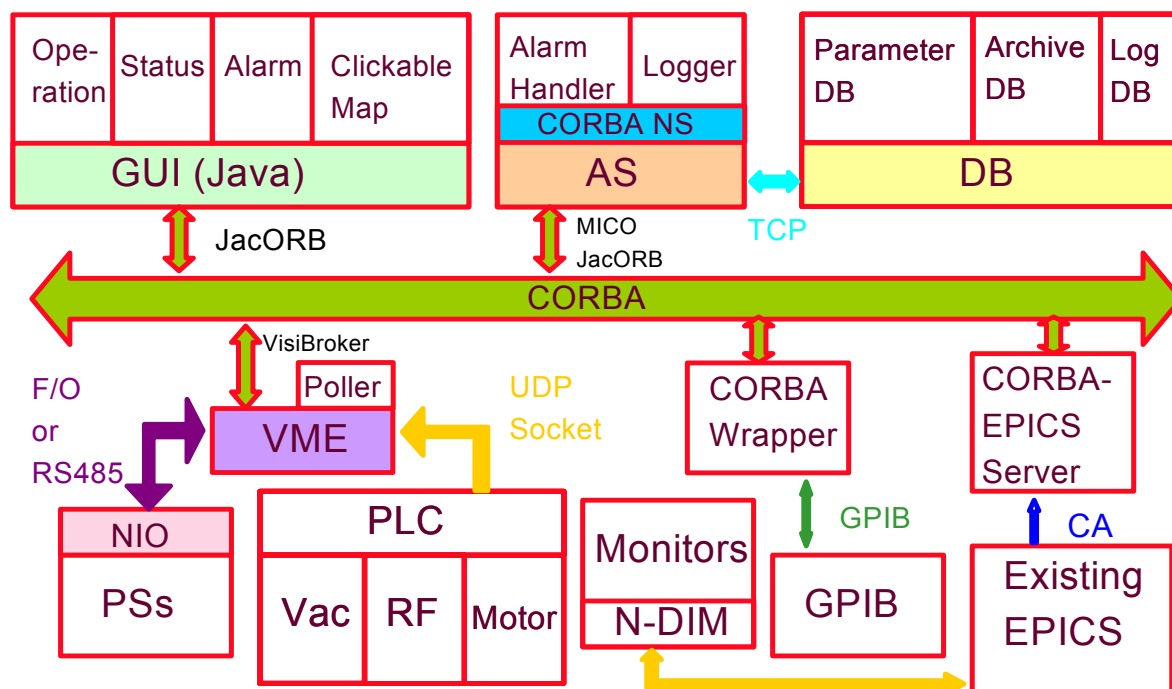 Ope-
ration
Status
Alarm
Clickable
Map
GUI (Java)
Alarm
Handler
Logger
CORBA NS
AS
Parameter
DB
Archive
DB
Log
DB
DB
TCP
JacORB
MICO
JacORB
CORBA
VisiBroker
Poller
VME
F/O
or
RS485
UDP
Socket
CORBA
Wrapper
CORBA-
EPICS
Server
NIO
PSs
PLC
Vac
RF
Motor
Monitors
N-DIM
GPIB
GPIB
CA
Existing
EPICS